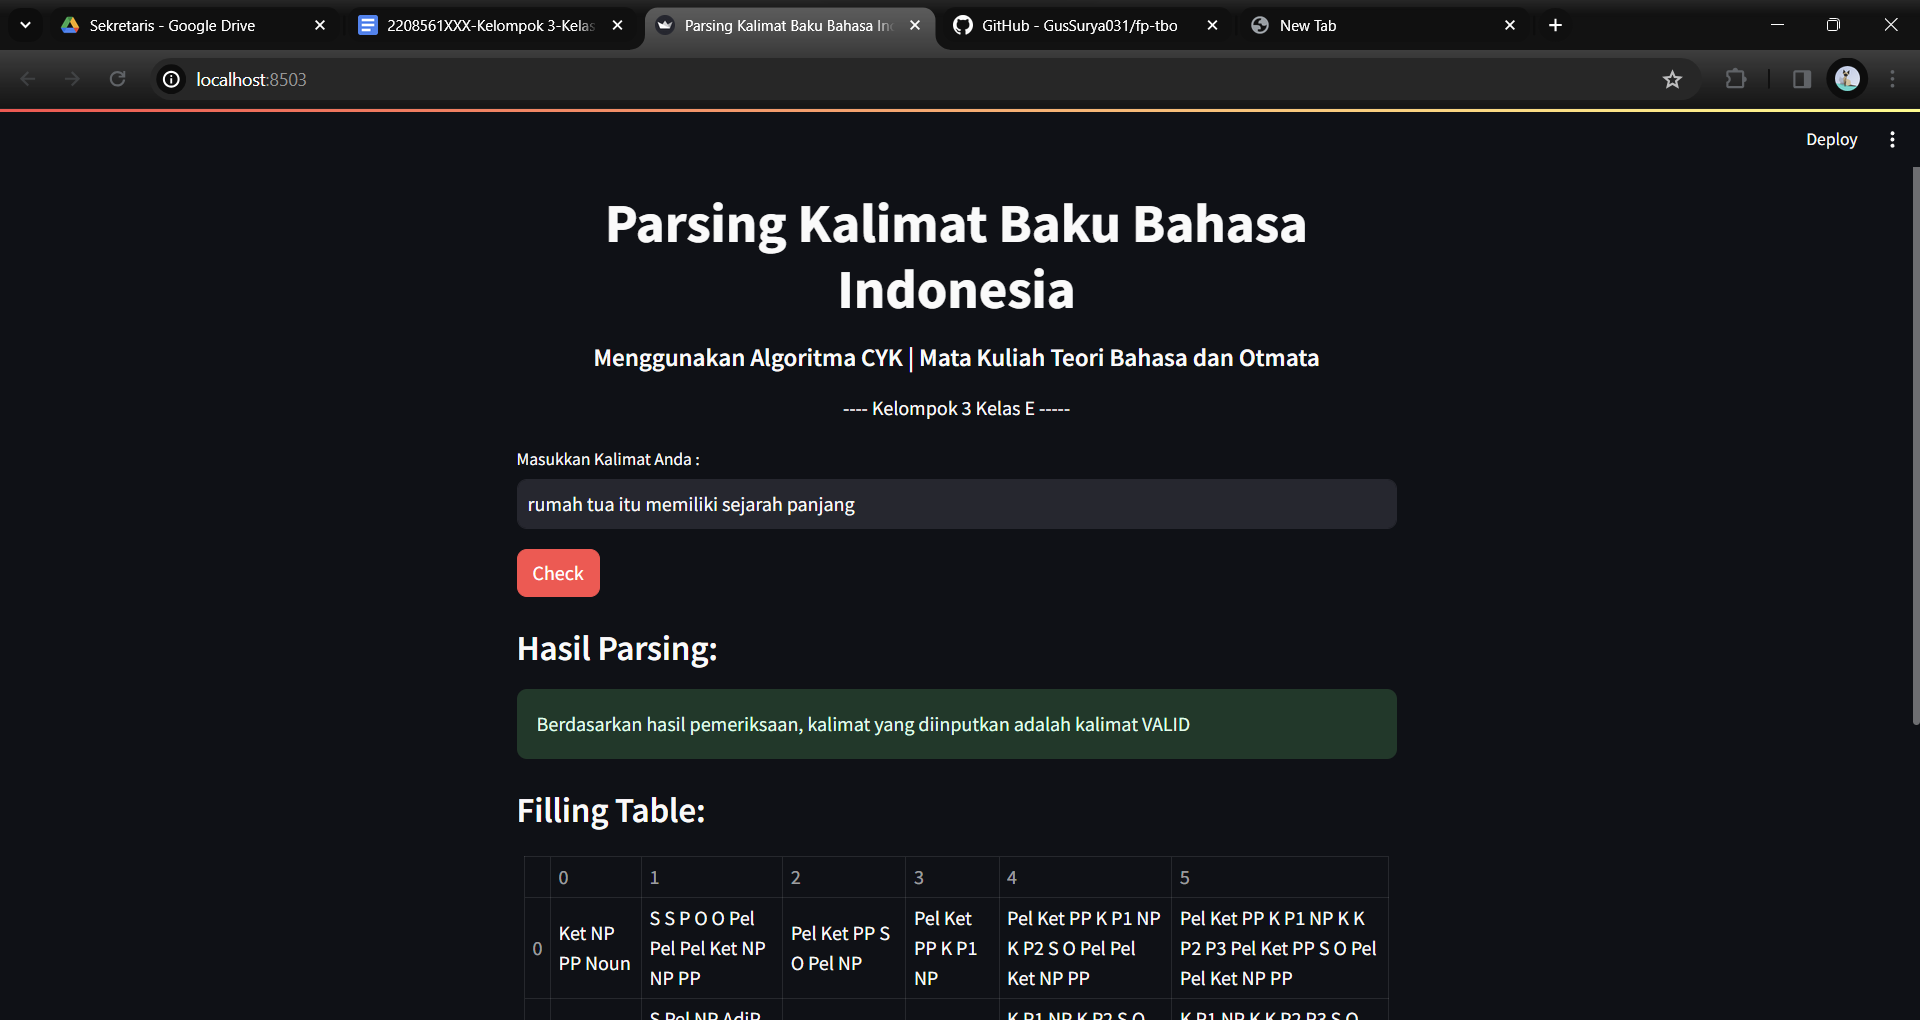 Sekretaris - Google Drive
2208561XXX-Kelompok 3-Kelas
Parsing Kalimat Baku Bahasa In
GitHub - GusSurya031/fp-tbo
New Tab
localhost:8503
Deploy
Parsing Kalimat Baku Bahasa
Indonesia
Menggunakan Algoritma CYK | Mata Kuliah Teori Bahasa dan Otmata
---- Kelompok 3 Kelas E -----
Masukkan Kalimat Anda :
rumah tua itu memiliki sejarah panjang
Check
Hasil Parsing:
Berdasarkan hasil pemeriksaan, kalimat yang diinputkan adalah kalimat VALID
Filling Table:
0 1 2 3 4 5
0
Ket NP
PP Noun
S S P O O Pel
Pel Pel Ket NP
NP PP
Pel Ket PP S
O Pel NP
Pel Ket
PP K P1
NP
Pel Ket PP K P1 NP
K P2 S O Pel Pel
Ket NP PP
Pel Ket PP K P1 NP K K
P2 P3 Pel Ket PP S O Pel
Pel Ket NP PP
S Pel NP AdjP
K P1 NP K P2 S O
K P1 NP K K P2 P3 S O